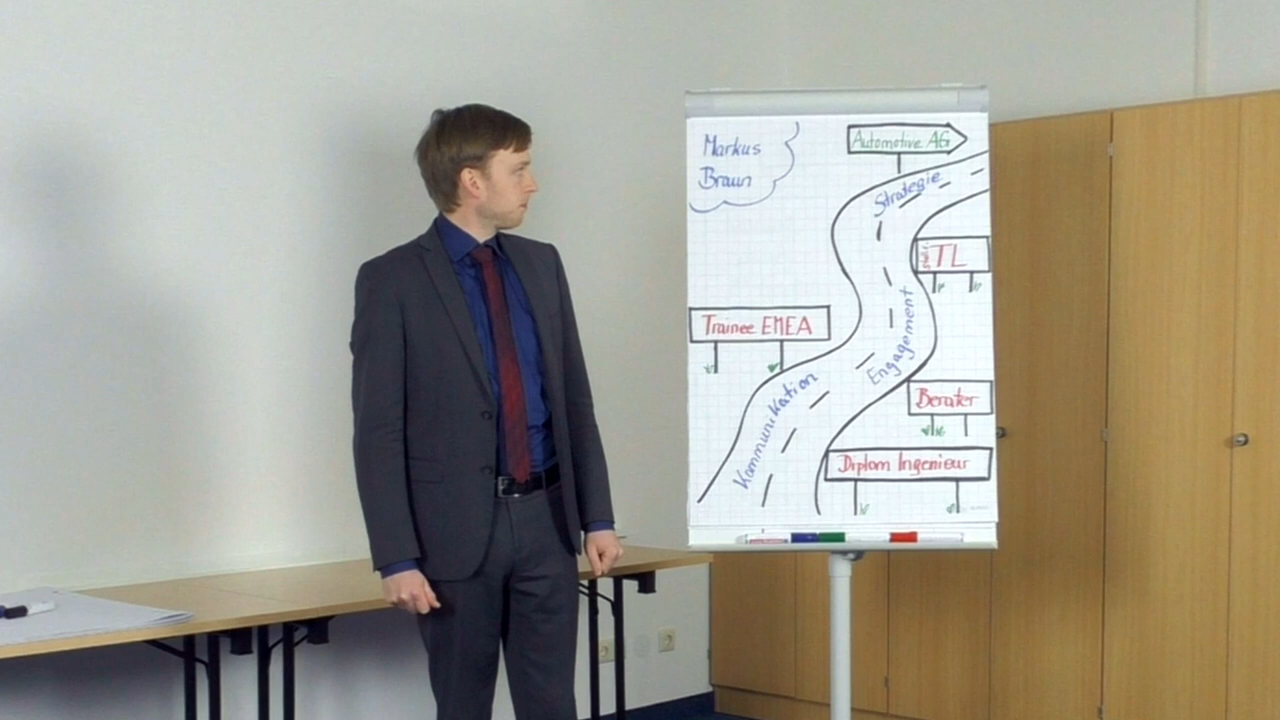 Markus
Braun
Automotive AG
Strategie
TL
Engagement
Trainee EMEA
Kommunikation
Berater
Diplom Ingenieur